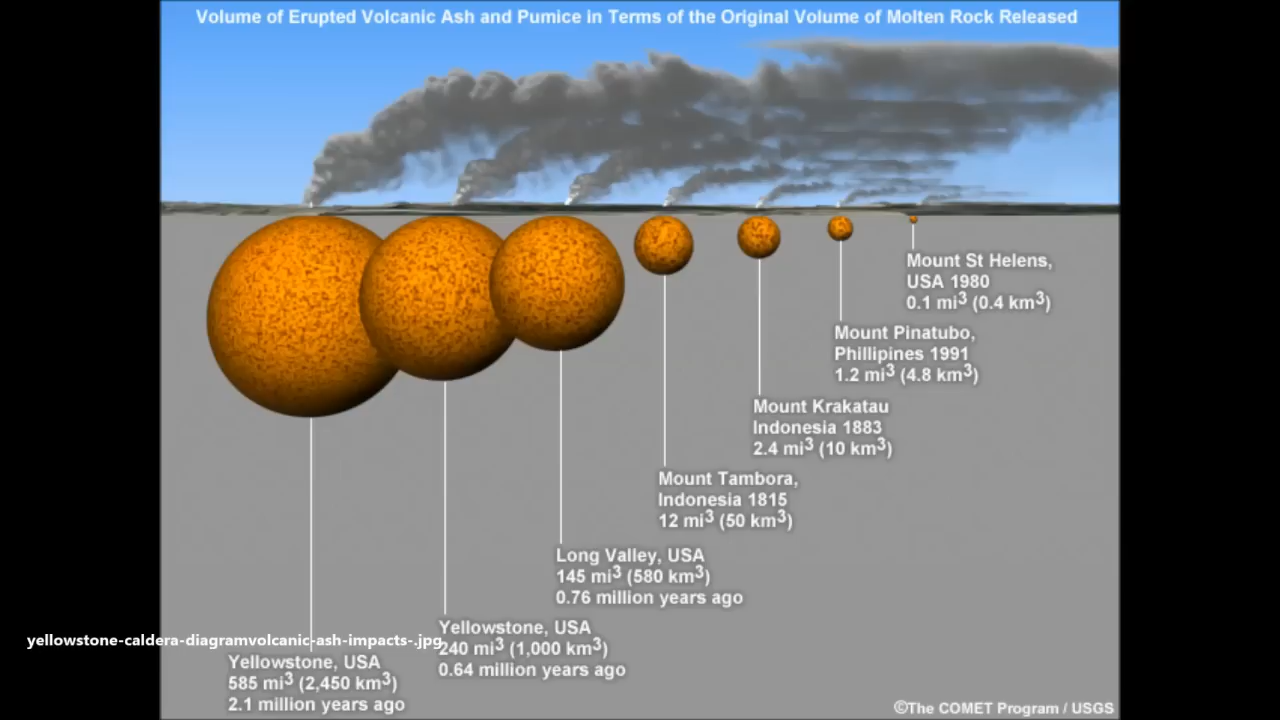 Volume of Erupted Volcanic Ash and Pumice in Terms of the Original Volume of Molten Rock Released
Mount St Helens,
USA 1980
0.1 mi³ (0.4 km³)
Mount Pinatubo,
Phillipines 1991
1.2 mi³ (4.8 km³)
Mount Krakatau
Indonesia 1883
2.4 mi³ (10 km³)
Mount Tambora,
Indonesia 1815
12 mi³ (50 km³)
Long Valley, USA
145 mi³ (580 km³)
0.76 million years ago
Yellowstone, USA
240 mi³ (1,000 km³)
0.64 million years ago
yellowstone-caldera-diagramvolcanic-ash-impacts-.jpg
Yellowstone, USA
585 mi³ (2,450 km³)
2.1 million years ago
©The COMET Program / USGS